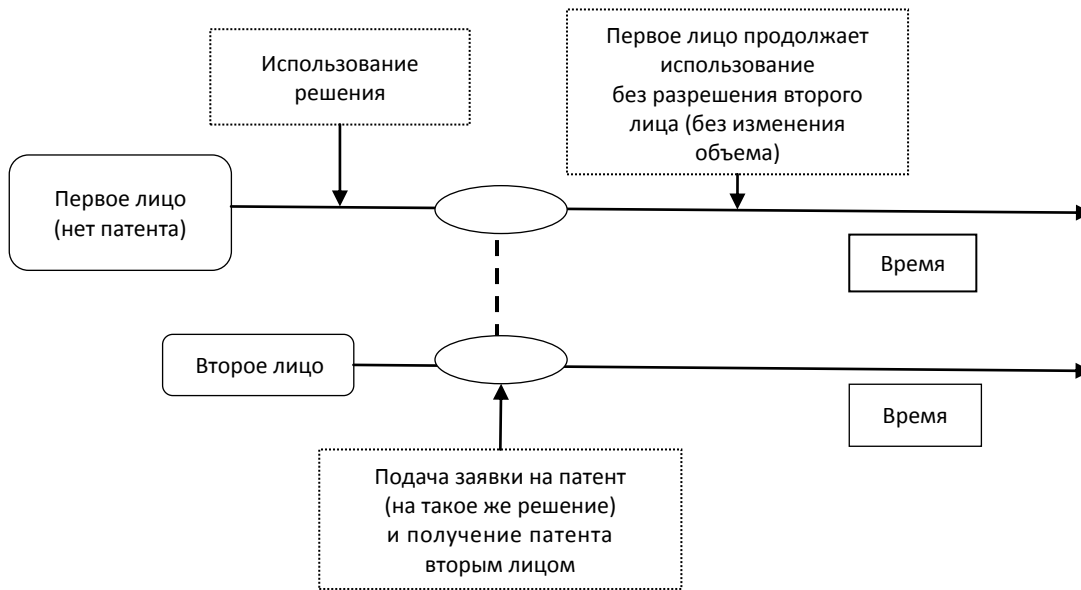 Использование
решения
Первое лицо продолжает
использование
без разрешения второго
лица (без изменения
объема)
Первое лицо
(нет патента)
Время
Второе лицо
Время
Подача заявки на патент
(на такое же решение)
и получение патента
вторым лицом